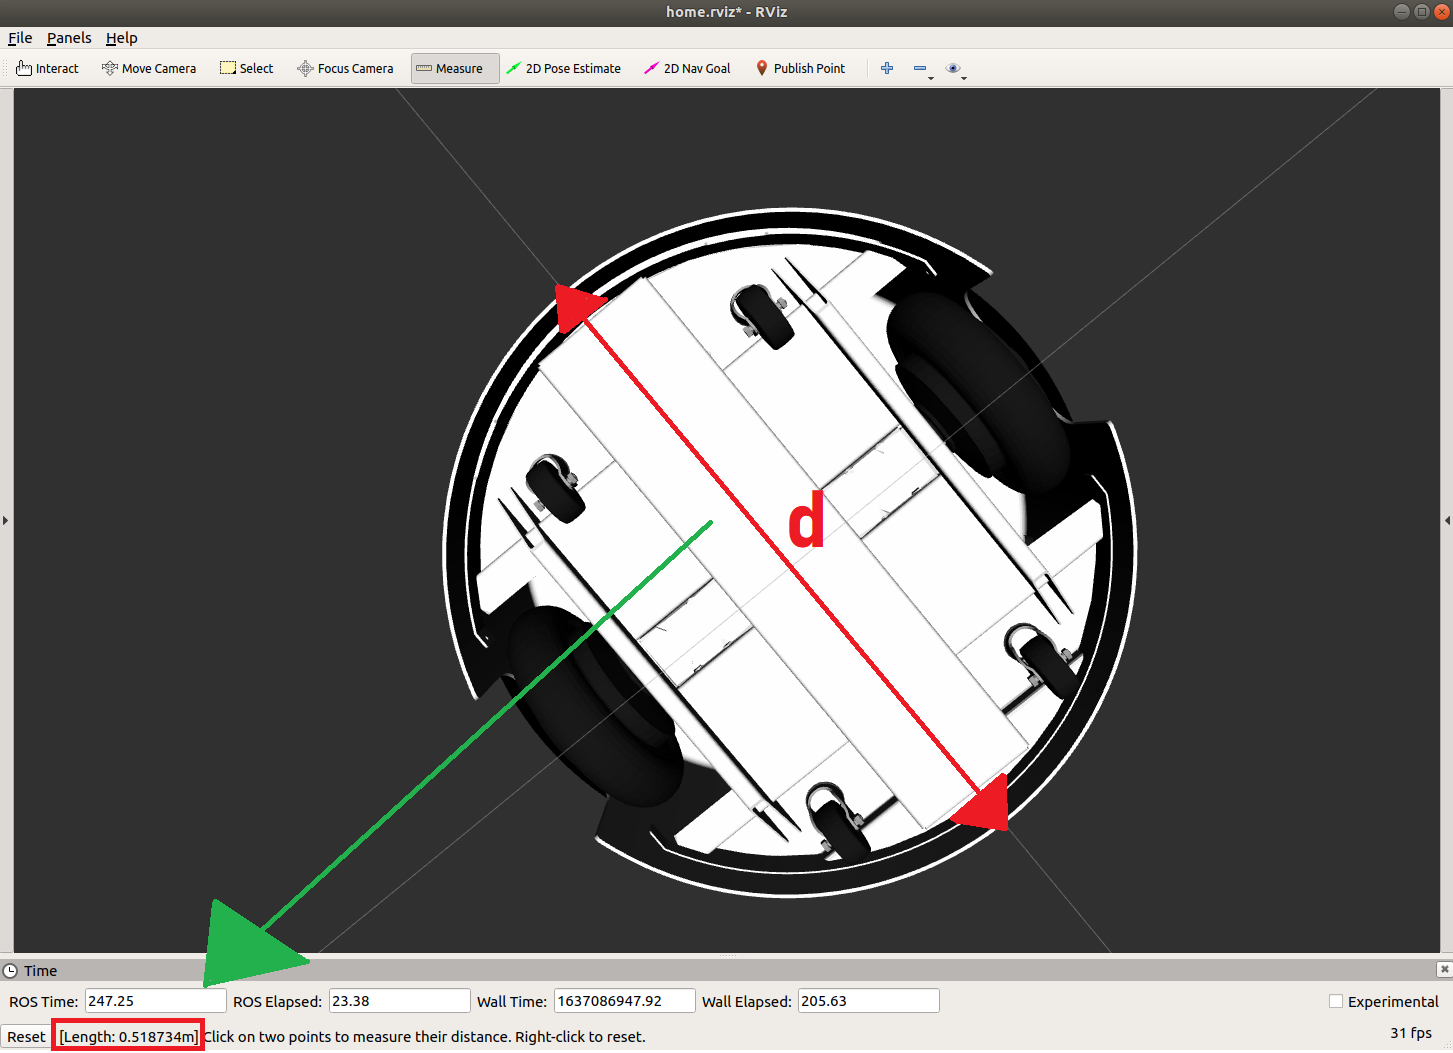 home.rviz* - RViz
File Panels Help
Interact Move Camera Select Focus Camera Measure 2D Pose Estimate 2D Nav Goal Publish Point
d
Time
ROS Time: 247.25 ROS Elapsed: 23.38 Wall Time: 1637086947.92 Wall Elapsed: 205.63 Experimental
Reset [Length: 0.518734m] Click on two points to measure their distance. Right-click to reset. 31 fps